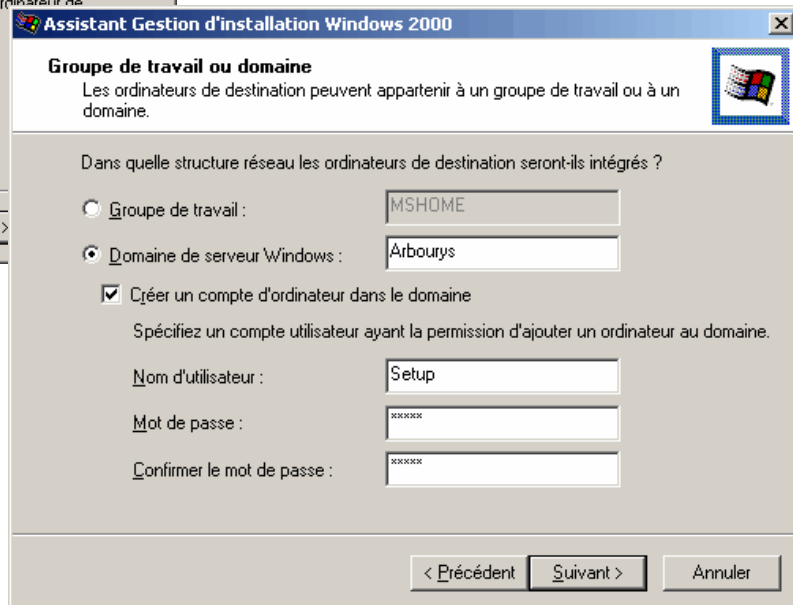 ordinateur de
Assistant Gestion d'installation Windows 2000
Groupe de travail ou domaine
Les ordinateurs de destination peuvent appartenir à un groupe de travail ou à un
domaine.
Dans quelle structure réseau les ordinateurs de destination seront-ils intégrés ?
Groupe de travail : MSHOME
Domaine de serveur Windows : Arbourys
Créer un compte d'ordinateur dans le domaine
Spécifiez un compte utilisateur ayant la permission d'ajouter un ordinateur au domaine.
Nom d'utilisateur : Setup
Mot de passe : *****
Confirmer le mot de passe : *****
< Précédent Suivant > Annuler